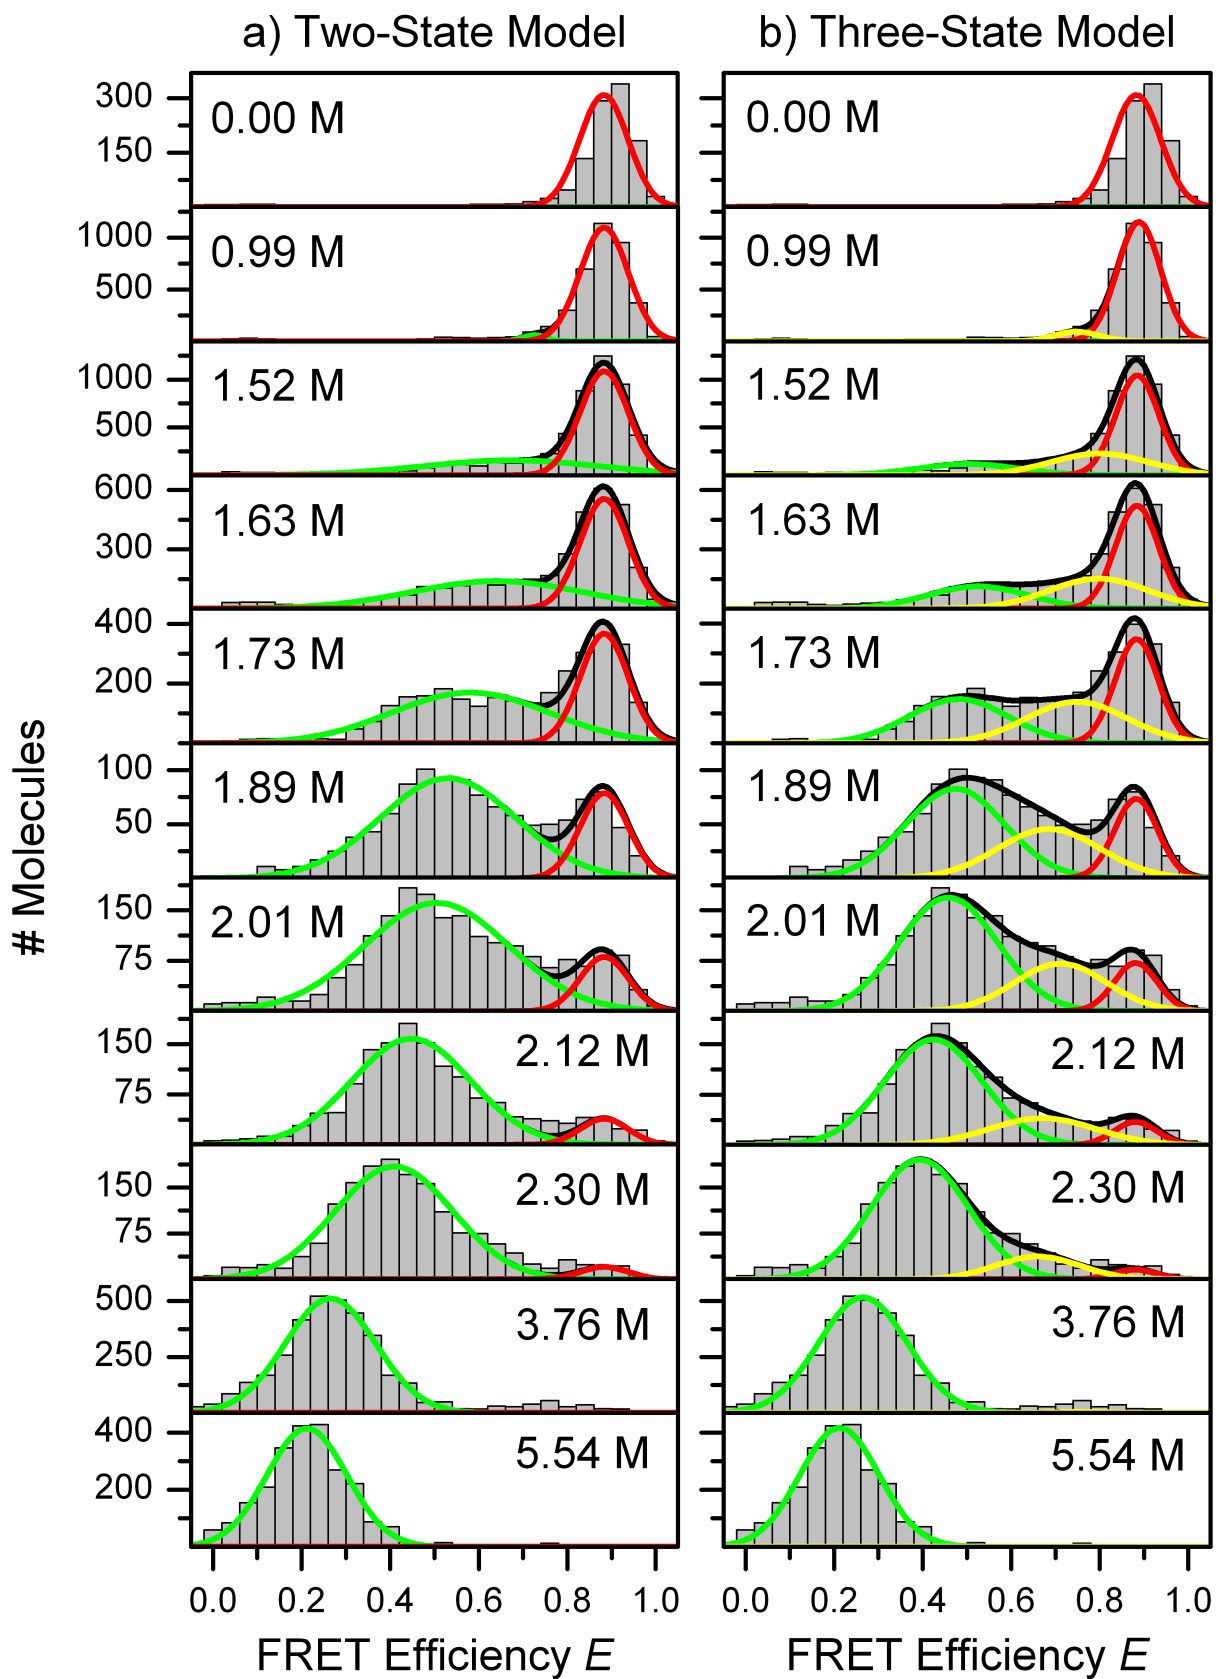 a) Two-State Model b) Three-State Model
300 0.00 M 0.00 M
150
1000 0.99 M 0.99 M
500
1000 1.52 M 1.52 M
500
600 1.63 M 1.63 M
300
400 1.73 M 1.73 M
200
100 1.89 M 1.89 M
50
150 2.01 M 2.01 M
75
150 2.12 M 2.12 M
75
150 2.30 M 2.30 M
75
500 3.76 M 3.76 M
250
400 5.54 M 5.54 M
200
# Molecules
0.0 0.2 0.4 0.6 0.8 1.0 0.0 0.2 0.4 0.6 0.8 1.0
FRET Efficiency E FRET Efficiency E